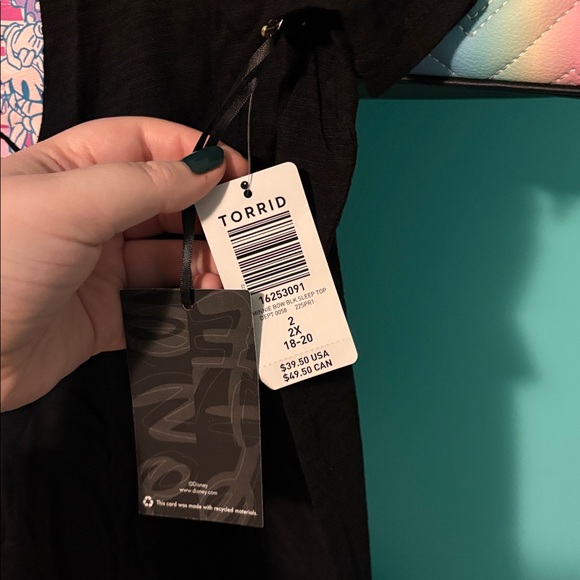 TORRID
16253091
MINNIE BOW BLK SLEEP TOP
DEPT 0058 22SPR1
2
2X
18-20
$39.50 USA
$49.50 CAN
©Disney
www.disney.com
This card was made with recycled materials.